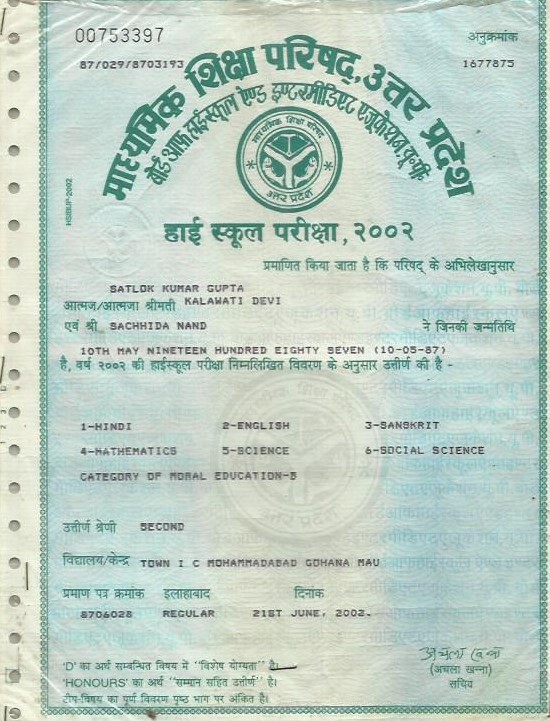 00753397
अनुक्रमांक
87/029/8703193
1677875
माध्यमिक शिक्षा परिषद्, उत्तर प्रदेश
बोर्ड आफ हाई स्कूल ऐण्ड इण्टरमीडिएट एजूकेशन, यू० पी०
माध्यमिक शिक्षा परिषद
उत्तर प्रदेश
HSIBUP-2002
हाई स्कूल परीक्षा, २००२
प्रमाणित किया जाता है कि परिषद् के अभिलेखानुसार
SATLOK KUMAR GUPTA
आत्मज/आत्मजा श्रीमती KALAWATI DEVI
एवं श्री SACHHIDA NAND ने जिनकी जन्मतिथि
10TH MAY NINETEEN HUNDRED EIGHTY SEVEN (10-05-87)
है, वर्ष २००२ की हाईस्कूल परीक्षा निम्नलिखित विवरण के अनुसार उत्तीर्ण की है -
1-HINDI 2-ENGLISH 3-SANSKRIT
4-MATHEMATICS 5-SCIENCE 6-SOCIAL SCIENCE
CATEGORY OF MORAL EDUCATION-B
उत्तीर्ण श्रेणी SECOND
विद्यालय/केन्द्र TOWN I C MOHAMMADABAD GOHANA MAU
प्रमाण पत्र क्रमांक इलाहाबाद दिनांक
8706028 REGULAR 21ST JUNE, 2002.
अचला खन्ना
(अचला खन्ना)
सचिव
'D' का अर्थ सम्बन्धित विषय में "विशेष योग्यता" है।
'HONOURS' का अर्थ "सम्मान सहित उत्तीर्ण" है।
टीप-विषय का पूर्ण विवरण पृष्ठ भाग पर अंकित है।